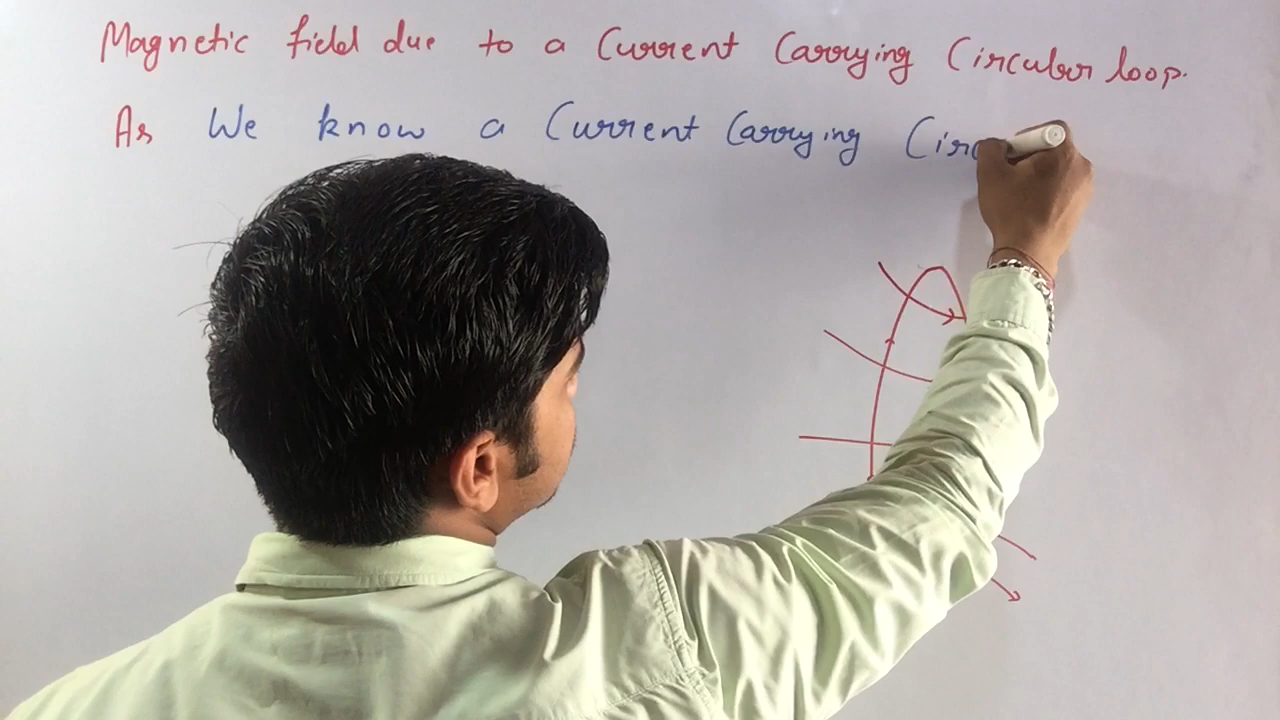 Magnetic field due to a Current Carrying Circular loop.
As We know a Current Carrying Circ